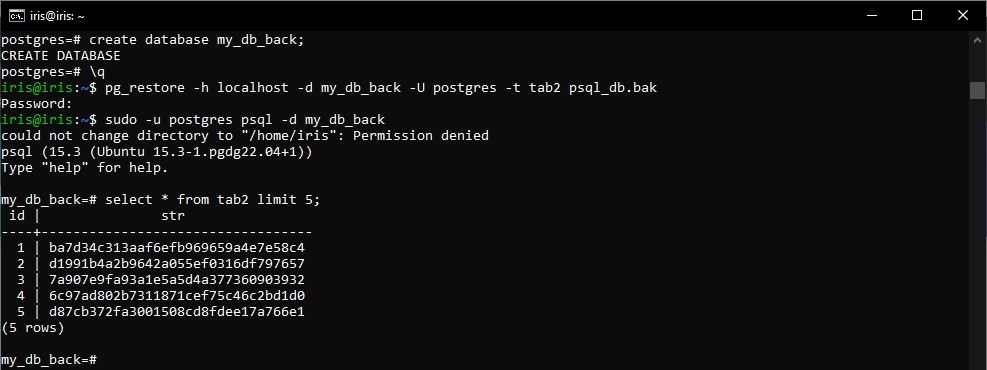 iris@iris: ~
postgres=# create database my_db_back;
CREATE DATABASE
postgres=# \q
iris@iris:~$ pg_restore -h localhost -d my_db_back -U postgres -t tab2 psql_db.bak
Password:
iris@iris:~$ sudo -u postgres psql -d my_db_back
could not change directory to "/home/iris": Permission denied
psql (15.3 (Ubuntu 15.3-1.pgdg22.04+1))
Type "help" for help.
my_db_back=# select * from tab2 limit 5;
 id |               str
----+----------------------------------
  1 | ba7d34c313aaf6efb969659a4e7e58c4
  2 | d1991b4a2b9642a055ef0316df797657
  3 | 7a907e9fa93a1e5a5d4a377360903932
  4 | 6c97ad802b7311871cef75c46c2bd1d0
  5 | d87cb372fa3001508cd8fdee17a766e1
(5 rows)
my_db_back=#